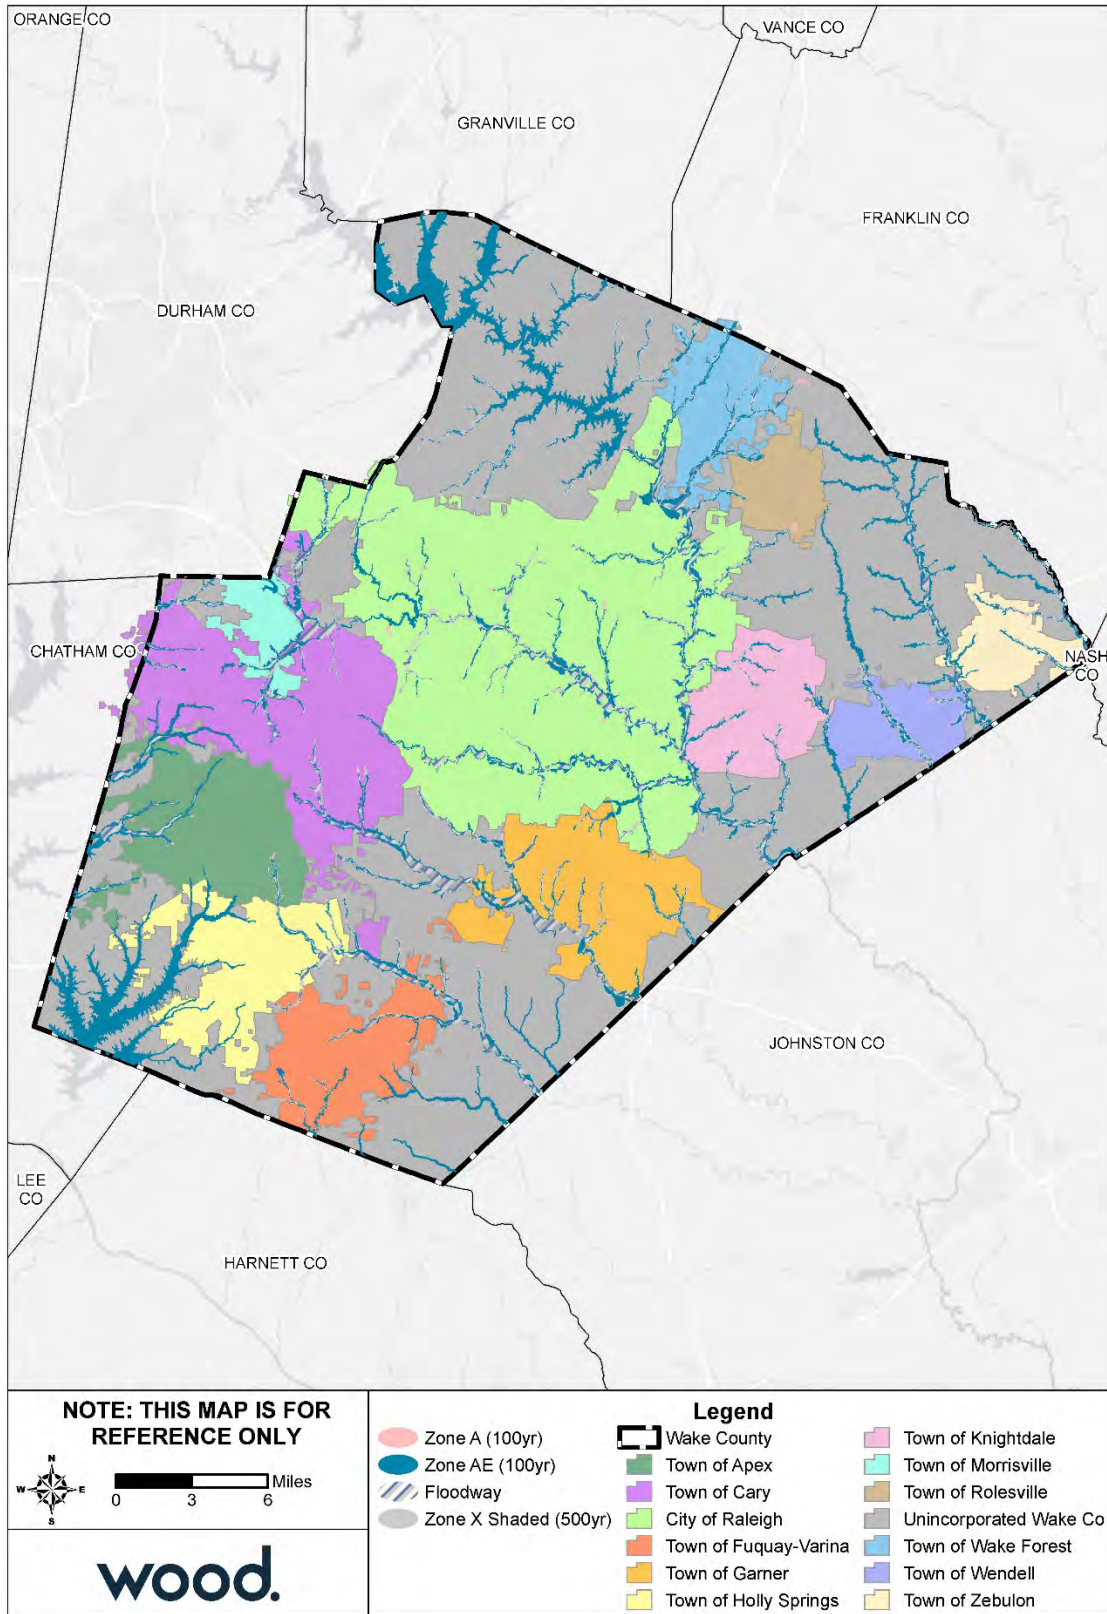 ORANGE CO
VANCE CO
GRANVILLE CO
FRANKLIN CO
DURHAM CO
CHATHAM CO
NASH
CO
JOHNSTON CO
LEE
CO
HARNETT CO
NOTE: THIS MAP IS FOR
REFERENCE ONLY
N
W E
S
Miles
0 3 6
wood.
Legend
Zone A (100yr)
Zone AE (100yr)
Floodway
Zone X Shaded (500yr)
Wake County
Town of Apex
Town of Cary
City of Raleigh
Town of Fuquay-Varina
Town of Garner
Town of Holly Springs
Town of Knightdale
Town of Morrisville
Town of Rolesville
Unincorporated Wake Co
Town of Wake Forest
Town of Wendell
Town of Zebulon